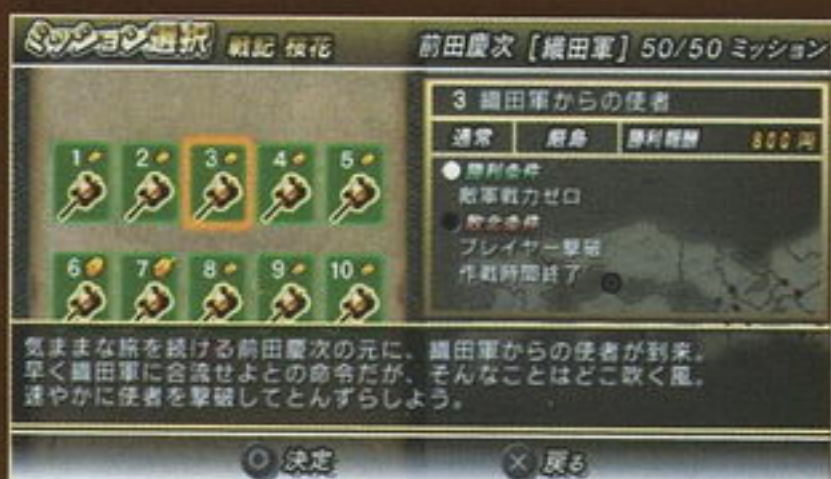 ミッション選択 戦記 桜花 前田慶次 [織田軍] 50/50 ミッション
3 織田軍からの使者
通常 厳島 勝利報酬 800円
勝利条件
敵軍戦力ゼロ
敗北条件
プレイヤー撃破
作戦時間終了
1 2 3 4 5
6 7 8 9 10
気ままな旅を続ける前田慶次の元に、織田軍からの使者が到来。
早く織田軍に合流せよとの命令だが、そんなことはどこ吹く風。
速やかに使者を撃破してとんずらしよう。
決定 戻る